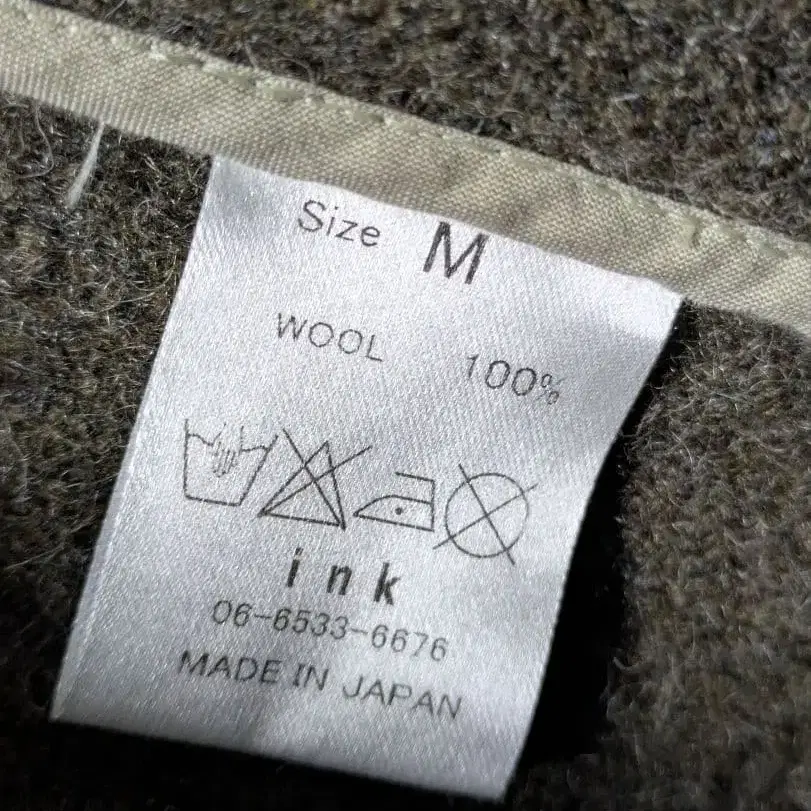 Size M
WOOL 100%
ink
06-6533-6676
MADE IN JAPAN